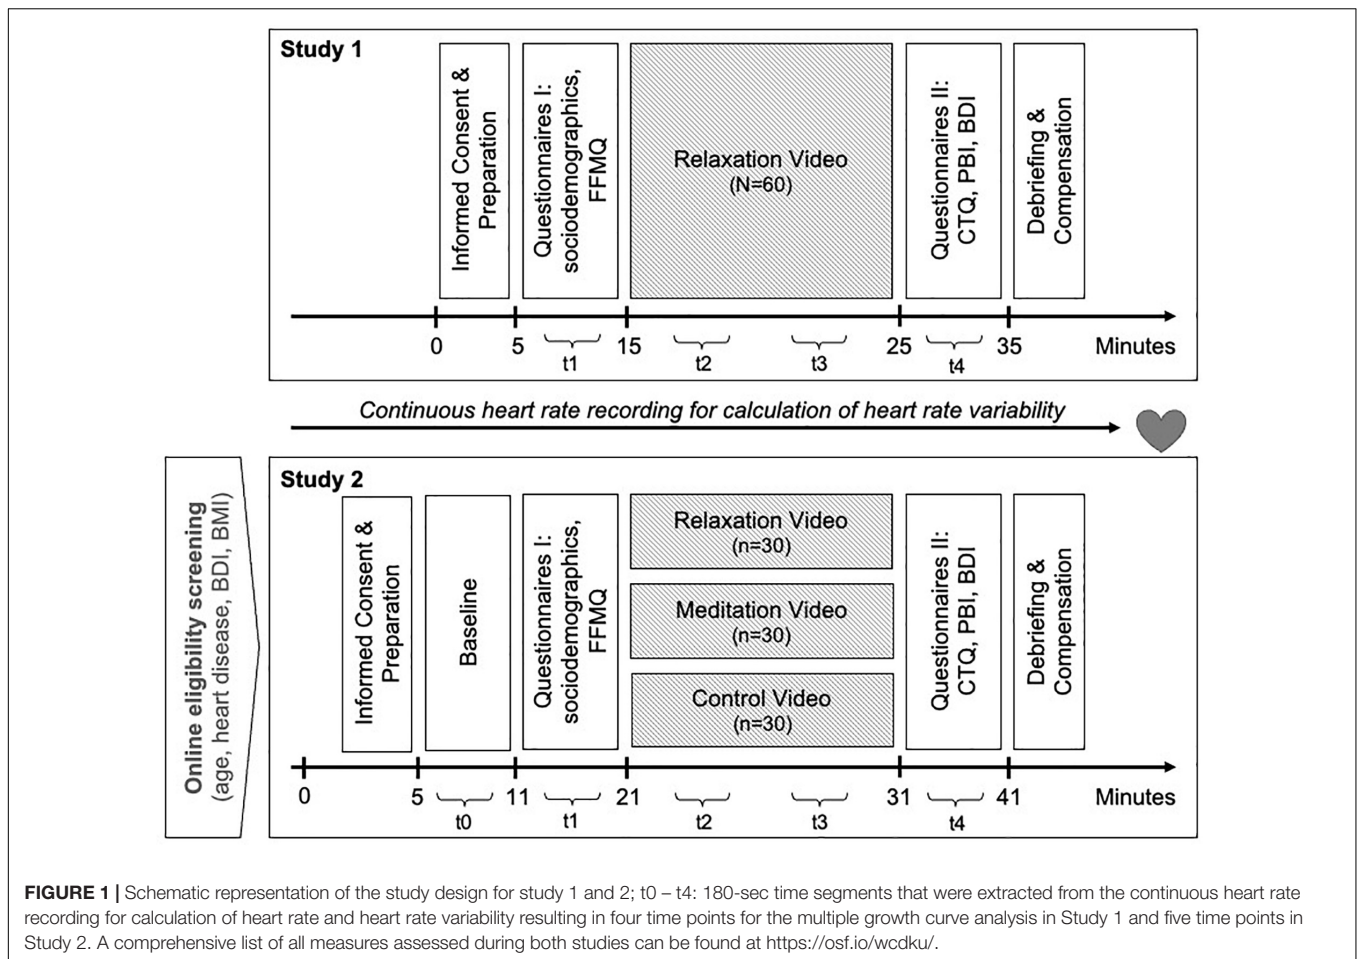 Study 1
Informed Consent &
Preparation
Questionnaires I:
sociodemographics,
FFMQ
Relaxation Video
(N=60)
Questionnaires II:
CTQ, PBI, BDI
Debriefing &
Compensation
0 5 15 25 35 Minutes
t1 t2 t3 t4
Continuous heart rate recording for calculation of heart rate variability
Online eligibility screening
(age, heart disease, BDI, BMI)
Study 2
Informed Consent &
Preparation
Baseline
Questionnaires I:
sociodemographics,
FFMQ
Relaxation Video
(n=30)
Meditation Video
(n=30)
Control Video
(n=30)
Questionnaires II:
CTQ, PBI, BDI
Debriefing &
Compensation
0 5 11 21 31 41 Minutes
t0 t1 t2 t3 t4
FIGURE 1 | Schematic representation of the study design for study 1 and 2; t0 – t4: 180-sec time segments that were extracted from the continuous heart rate
recording for calculation of heart rate and heart rate variability resulting in four time points for the multiple growth curve analysis in Study 1 and five time points in
Study 2. A comprehensive list of all measures assessed during both studies can be found at https://osf.io/wcdku/.